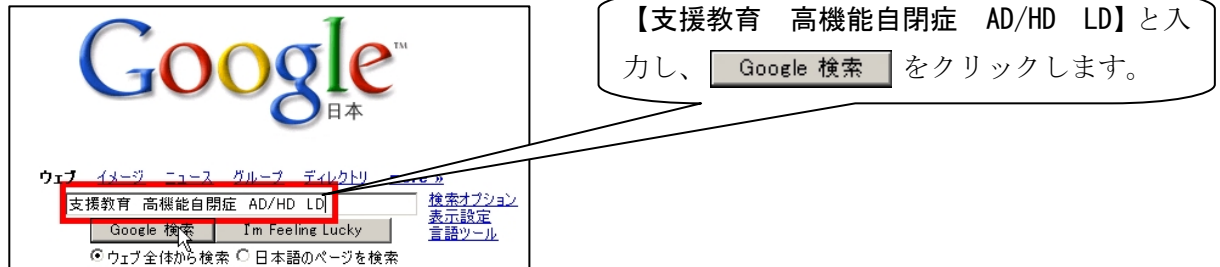 Google™
日本
ウェブ イメージ ニュース グループ ディレクトリ more »
支援教育 高機能自閉症 AD/HD LD
検索オプション
表示設定
言語ツール
Google 検索 I'm Feeling Lucky
ウェブ全体から検索 日本語のページを検索
【支援教育 高機能自閉症 AD/HD LD】と入
力し、 Google 検索 をクリックします。